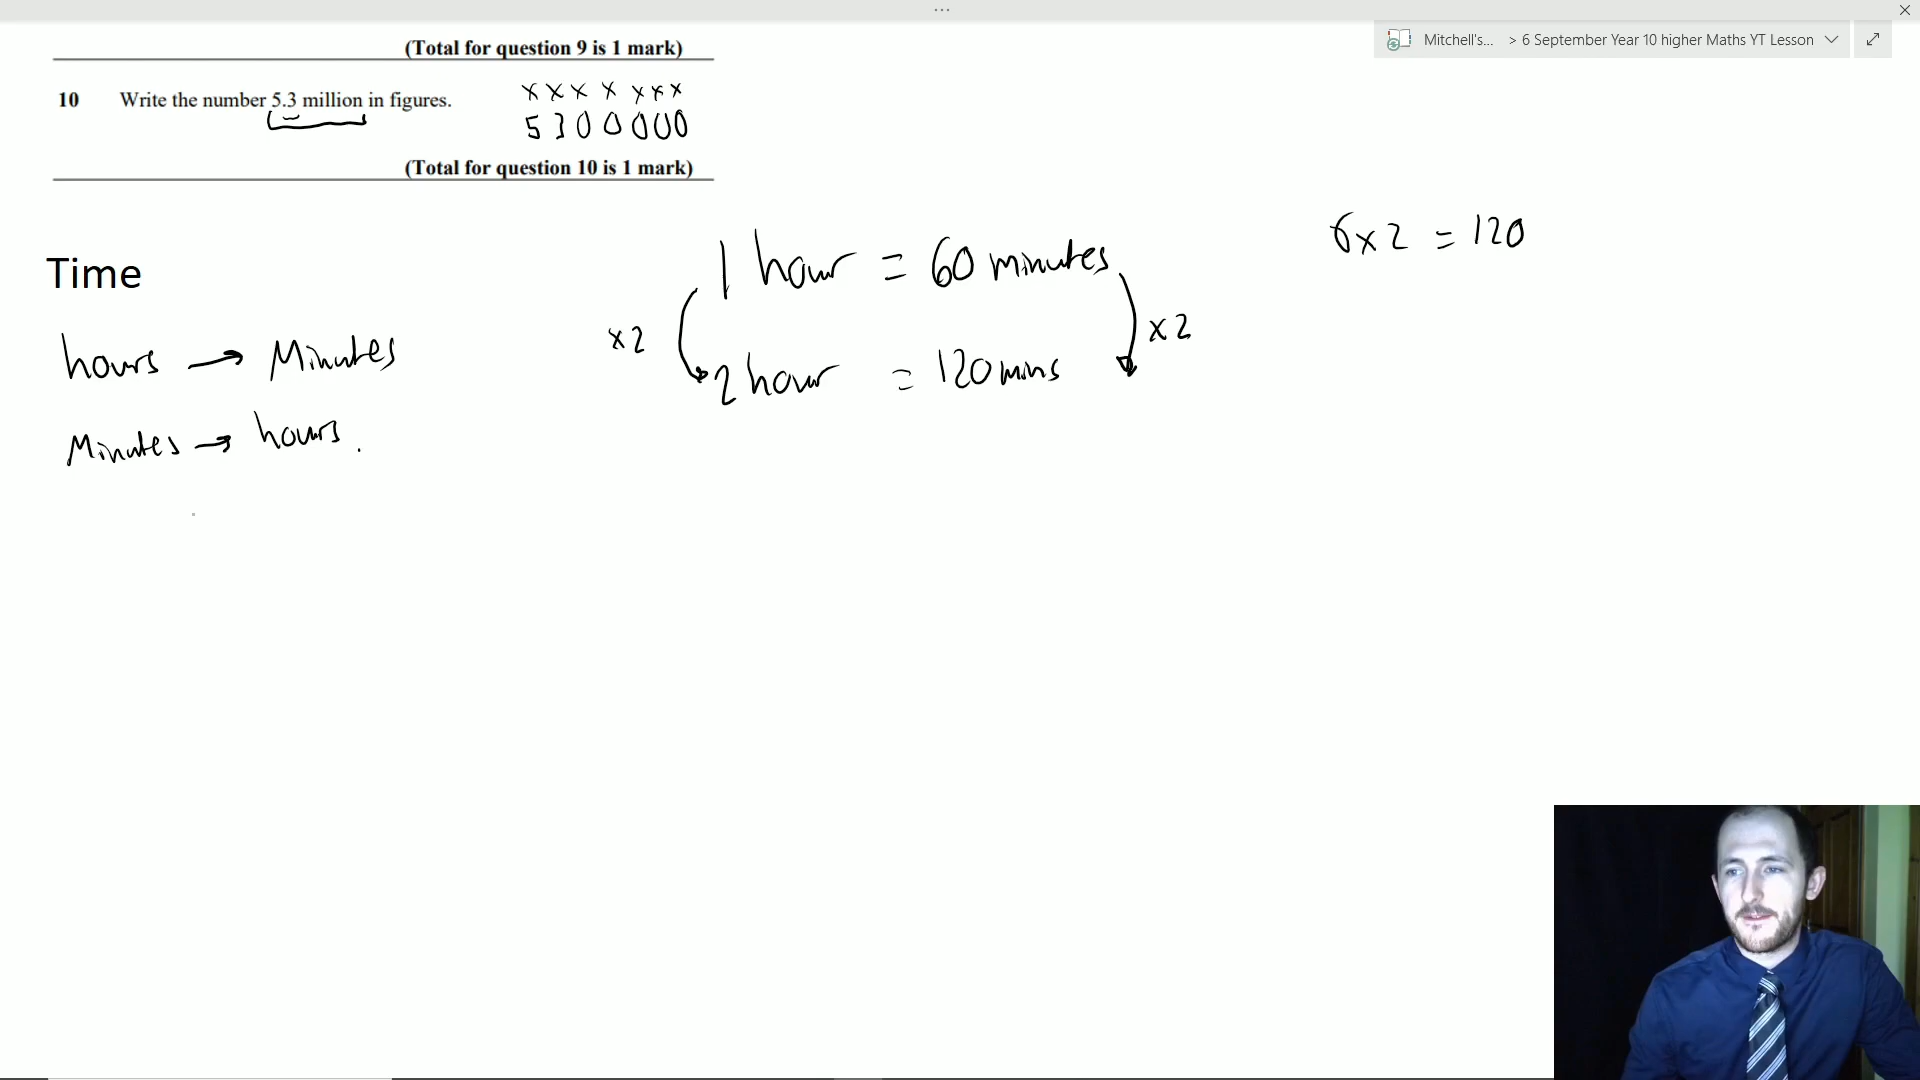 (Total for question 9 is 1 mark)
Mitchell's... > 6 September Year 10 higher Maths YT Lesson
x x x x x x x
10 Write the number 5.3 million in figures.
5 3 0 0 0 0 0
(Total for question 10 is 1 mark)
6 x 2 = 120
Time
1 hour = 60 minutes
x2
x2
hours → Minutes
2 hour = 120 mins
Minutes → hours.